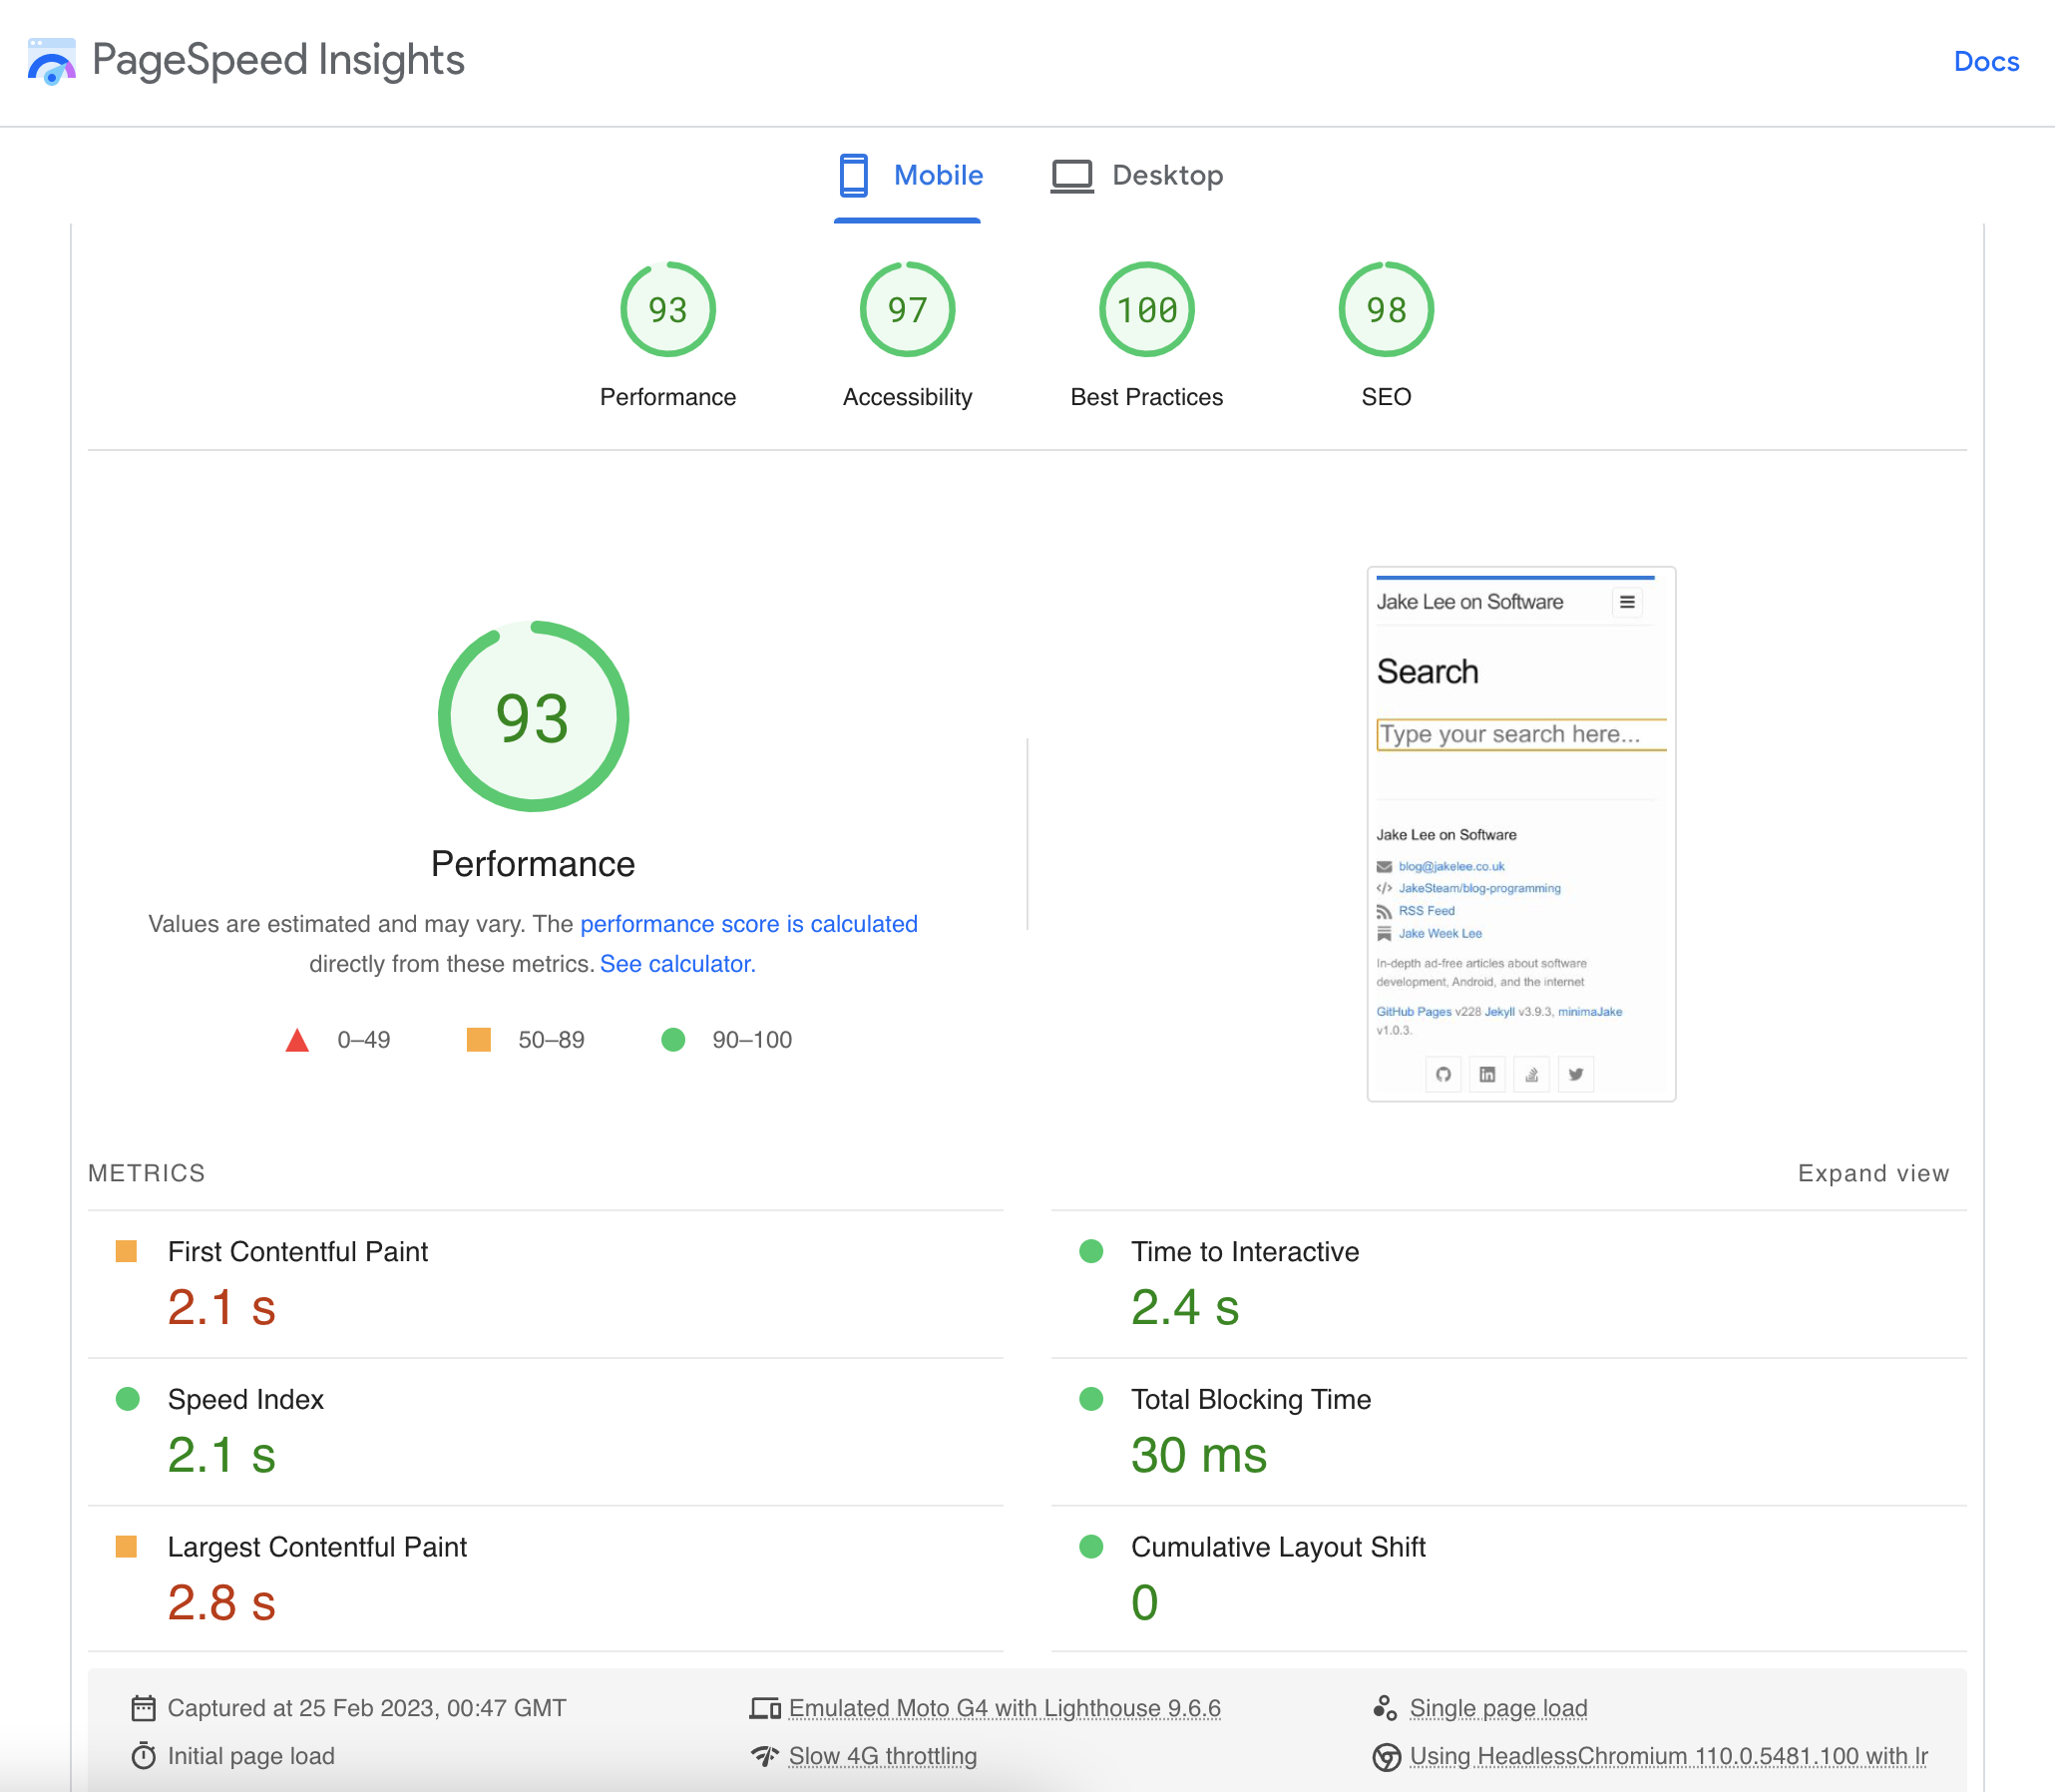 PageSpeed Insights
Docs
Mobile
Desktop
93
97
100
98
Performance
Accessibility
Best Practices
SEO
93
Performance
Values are estimated and may vary. The performance score is calculated
directly from these metrics. See calculator.
0–49
50–89
90–100
Jake Lee on Software
Search
Type your search here...
Jake Lee on Software
blog@jakelee.co.uk
JakeSteam/blog-programming
RSS Feed
Jake Week Lee
In-depth ad-free articles about software
development, Android, and the internet
GitHub Pages v228 Jekyll v3.9.3, minimaJake
v1.0.3.
METRICS
Expand view
First Contentful Paint
2.1 s
Time to Interactive
2.4 s
Speed Index
2.1 s
Total Blocking Time
30 ms
Largest Contentful Paint
2.8 s
Cumulative Layout Shift
0
Captured at 25 Feb 2023, 00:47 GMT
Emulated Moto G4 with Lighthouse 9.6.6
Single page load
Initial page load
Slow 4G throttling
Using HeadlessChromium 110.0.5481.100 with lr